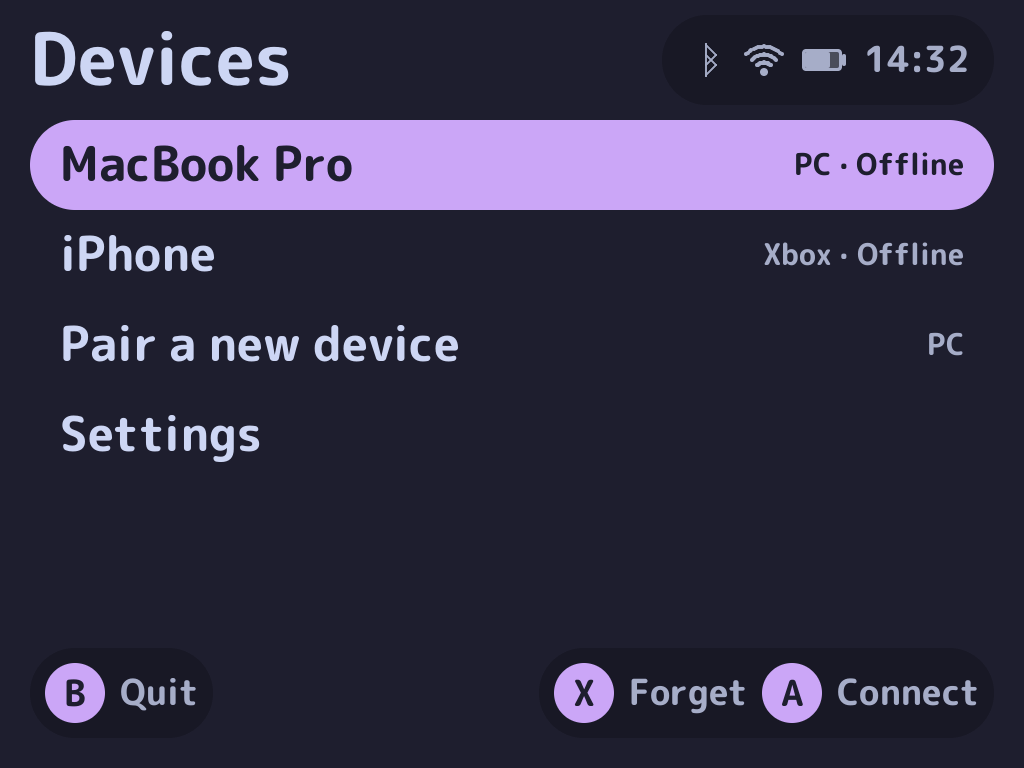 Devices
14:32
MacBook Pro
PC · Offline
iPhone
Xbox · Offline
Pair a new device
PC
Settings
B Quit
X Forget A Connect